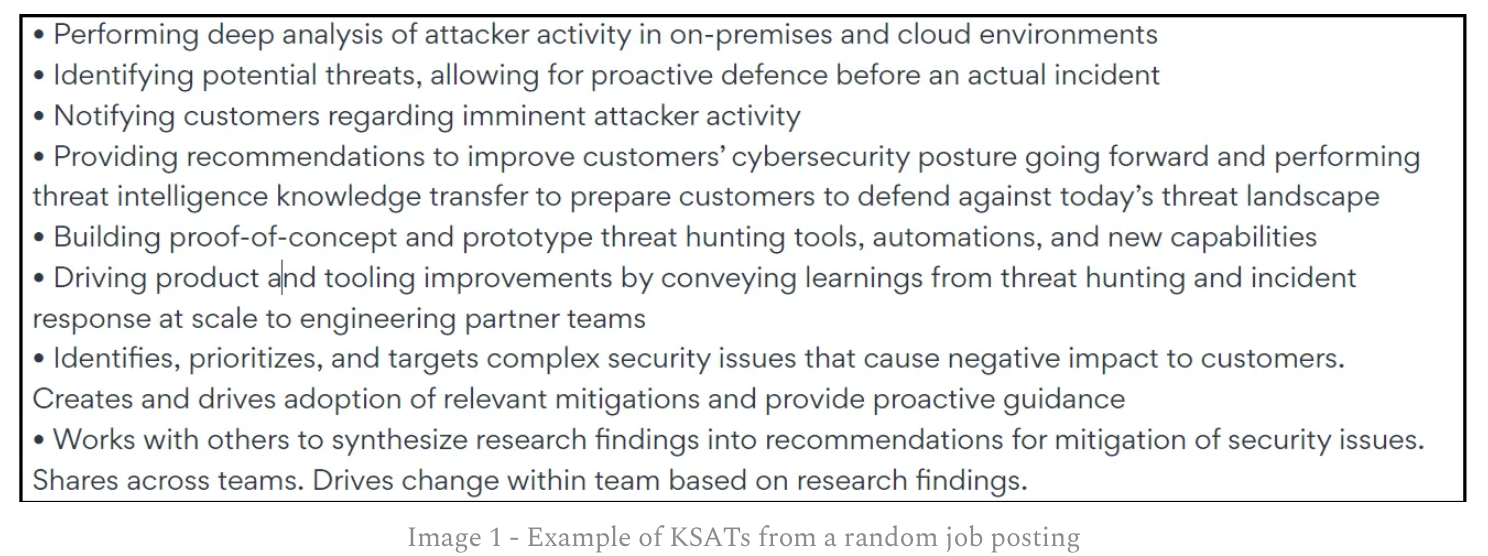 • Performing deep analysis of attacker activity in on-premises and cloud environments
• Identifying potential threats, allowing for proactive defence before an actual incident
• Notifying customers regarding imminent attacker activity
• Providing recommendations to improve customers’ cybersecurity posture going forward and performing
threat intelligence knowledge transfer to prepare customers to defend against today’s threat landscape
• Building proof-of-concept and prototype threat hunting tools, automations, and new capabilities
• Driving product and tooling improvements by conveying learnings from threat hunting and incident
response at scale to engineering partner teams
• Identifies, prioritizes, and targets complex security issues that cause negative impact to customers.
Creates and drives adoption of relevant mitigations and provide proactive guidance
• Works with others to synthesize research findings into recommendations for mitigation of security issues.
Shares across teams. Drives change within team based on research findings.
Image 1 - Example of KSATs from a random job posting